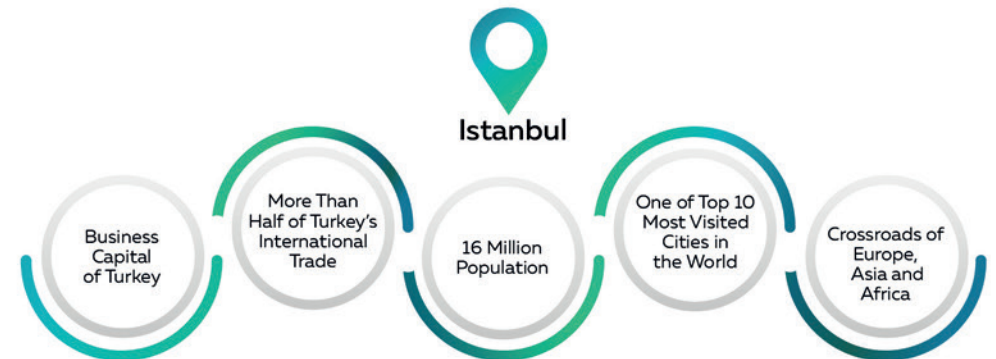 Istanbul
Business
Capital
of Turkey
More Than
Half of Turkey's
International
Trade
16 Million
Population
One of Top 10
Most Visited
Cities in
the World
Crossroads of
Europe,
Asia and
Africa